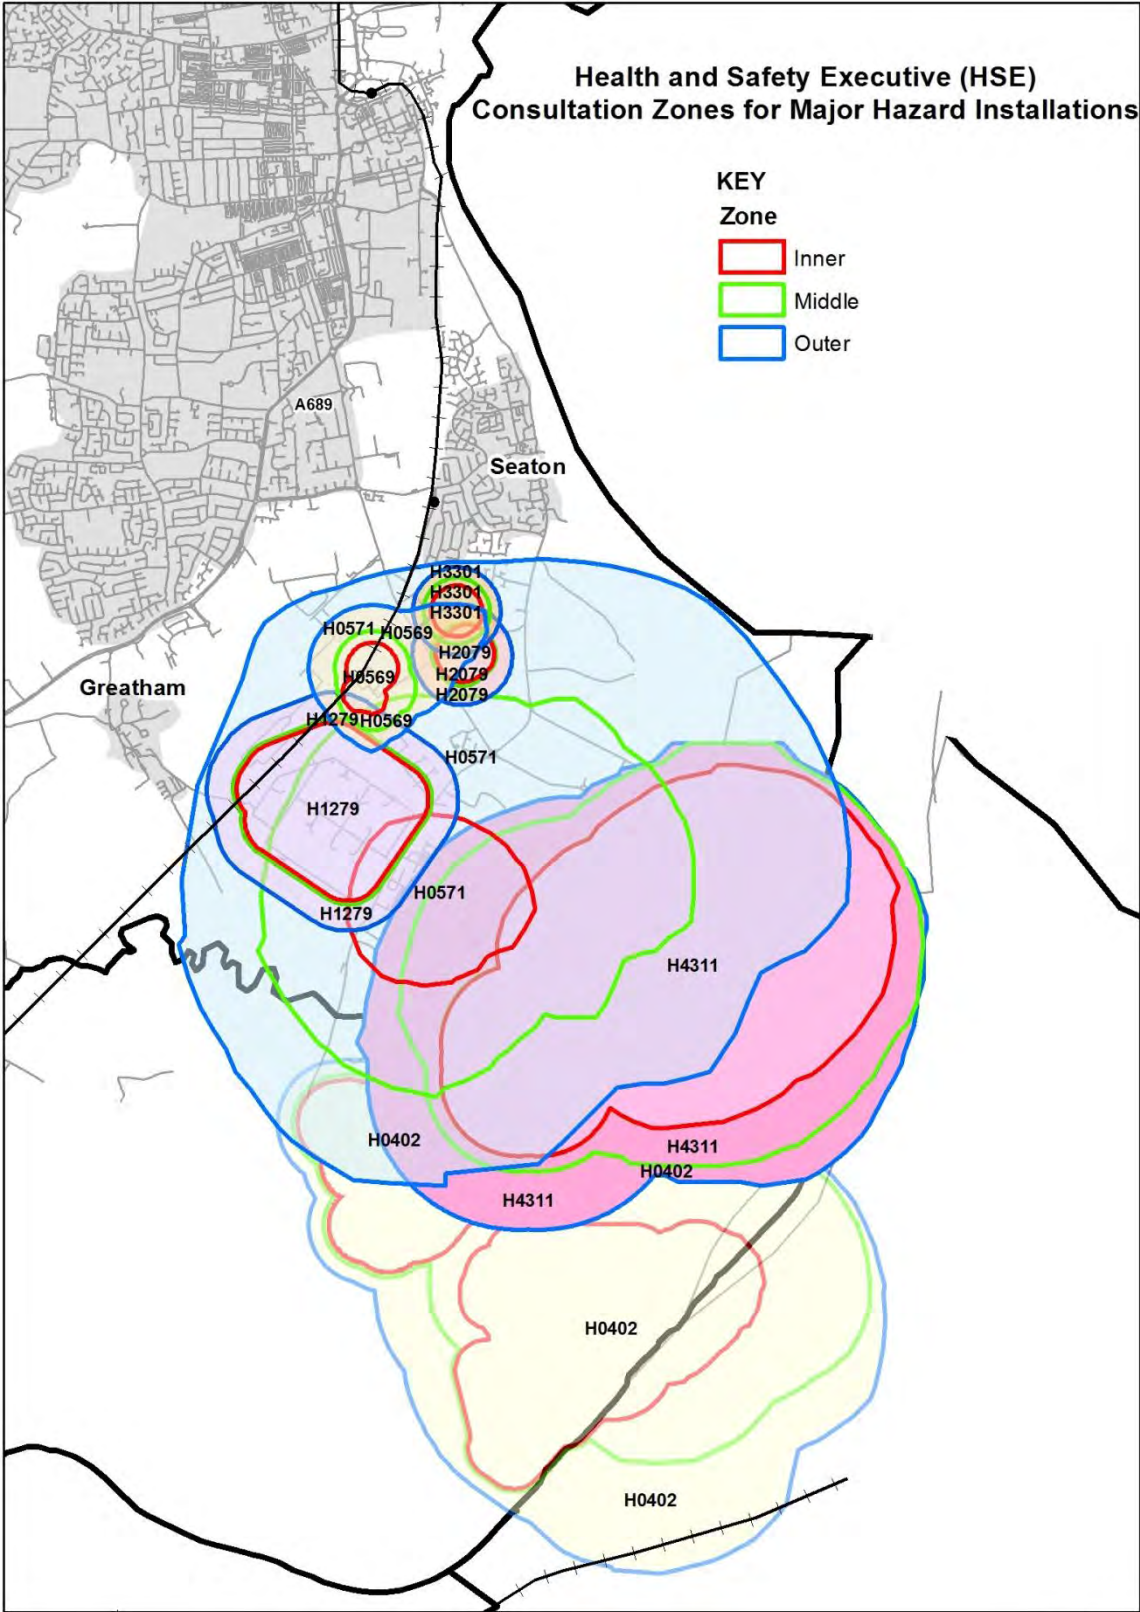 Health and Safety Executive (HSE)
Consultation Zones for Major Hazard Installations
KEY
Zone
Inner
Middle
Outer
A689
Seaton
H3301
H3301
H3301
H0571
H0569
H2079
H0569
H2079
Greatham
H2079
H1279
H0569
H0571
H1279
H0571
H1279
H4311
H0402
H4311
H0402
H4311
H0402
H0402